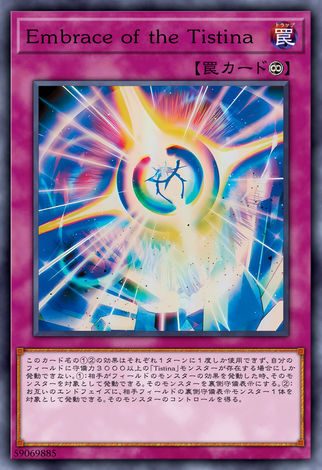 Embrace of the Tistina
トラップ
罠
【罠カード♾】
このカード名の①②の効果はそれぞれ1ターンに1度しか使用できず、自分の
フィールドに守備力3000以上の「Tistina」モンスターが存在する場合にしか
発動できない。①：相手がフィールドのモンスターの効果を発動した時、そのモ
ンスターを対象として発動できる。そのモンスターを裏側守備表示にする。②：
お互いのエンドフェイズに、相手フィールドの裏側守備表示モンスター1体を
対象として発動できる。そのモンスターのコントロールを得る。
59069885